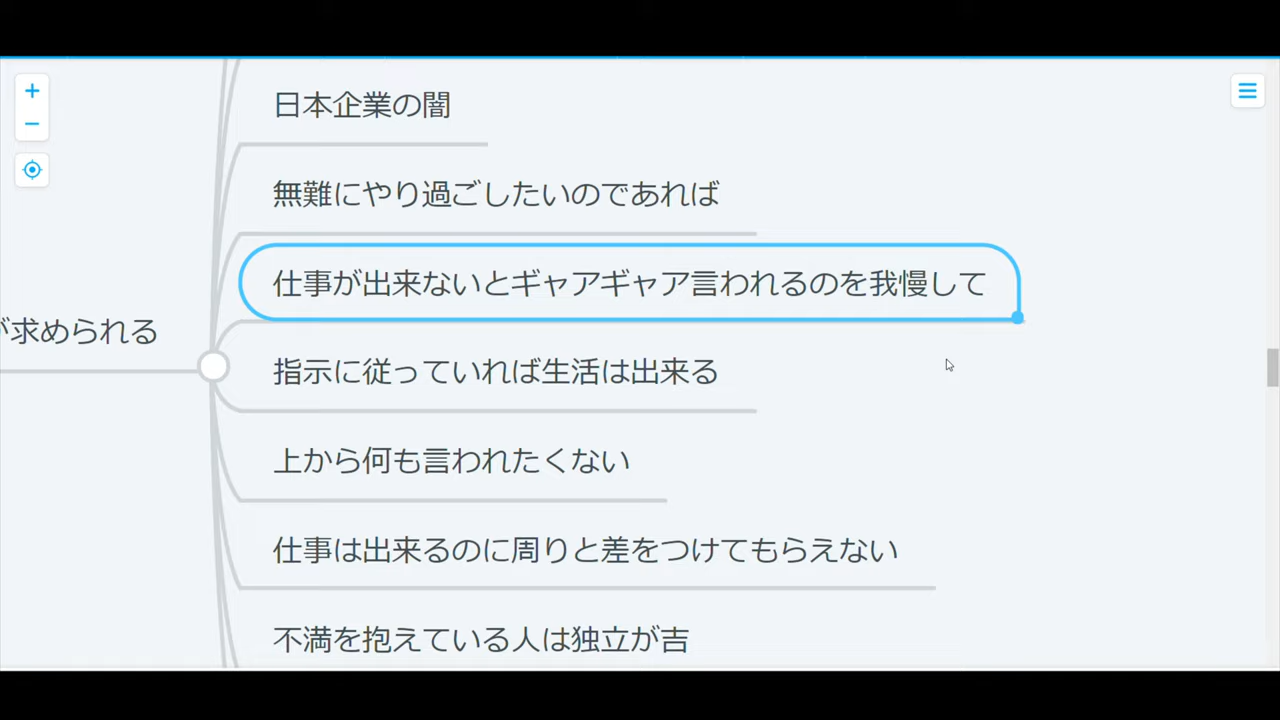 日本企業の闇
無難にやり過ごしたいのであれば
仕事が出来ないとギャアギャア言われるのを我慢して
が求められる
指示に従っていれば生活は出来る
上から何も言われたくない
仕事は出来るのに周りと差をつけてもらえない
不満を抱えている人は独立が吉